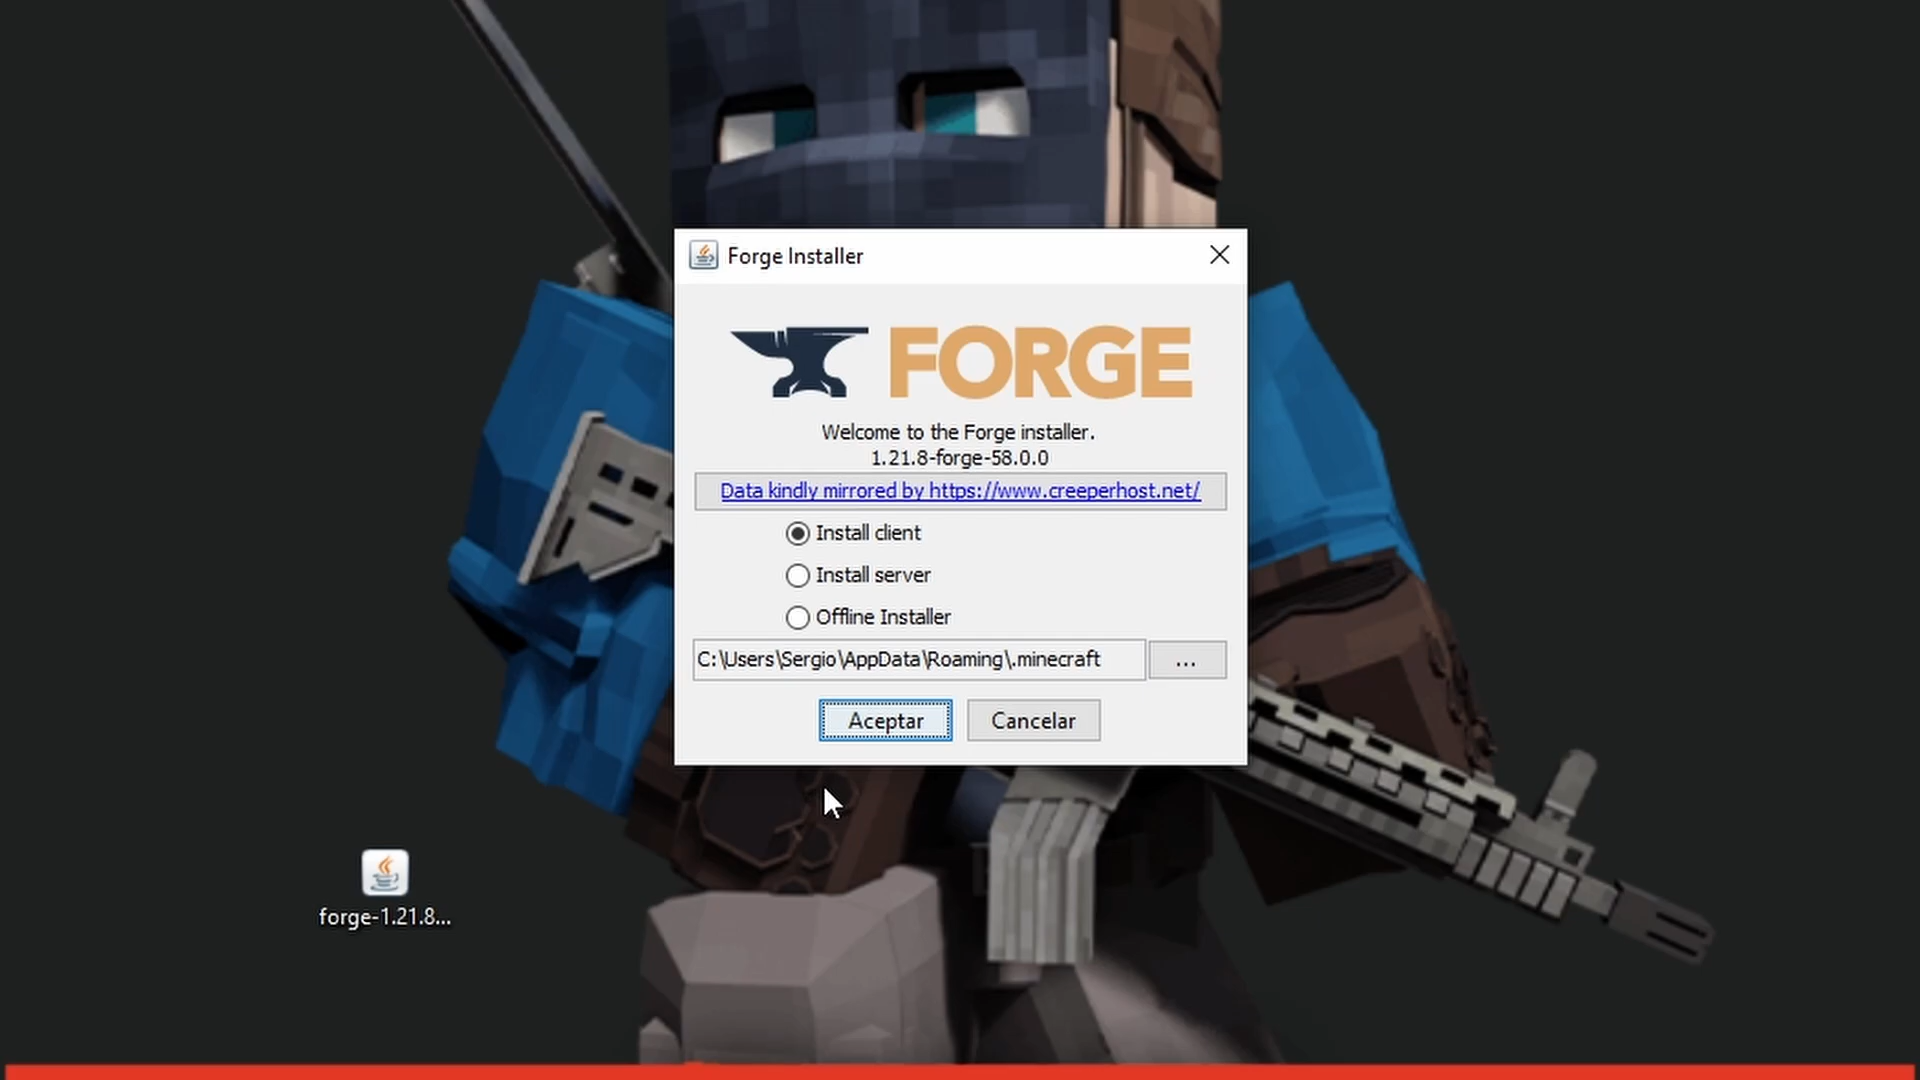 Forge Installer
FORGE
Welcome to the Forge installer.
1.21.8-forge-58.0.0
Data kindly mirrored by https://www.creeperhost.net/
Install client
Install server
Offline Installer
C:\Users\Sergio\AppData\Roaming\.minecraft
...
Aceptar
Cancelar
forge-1.21.8...